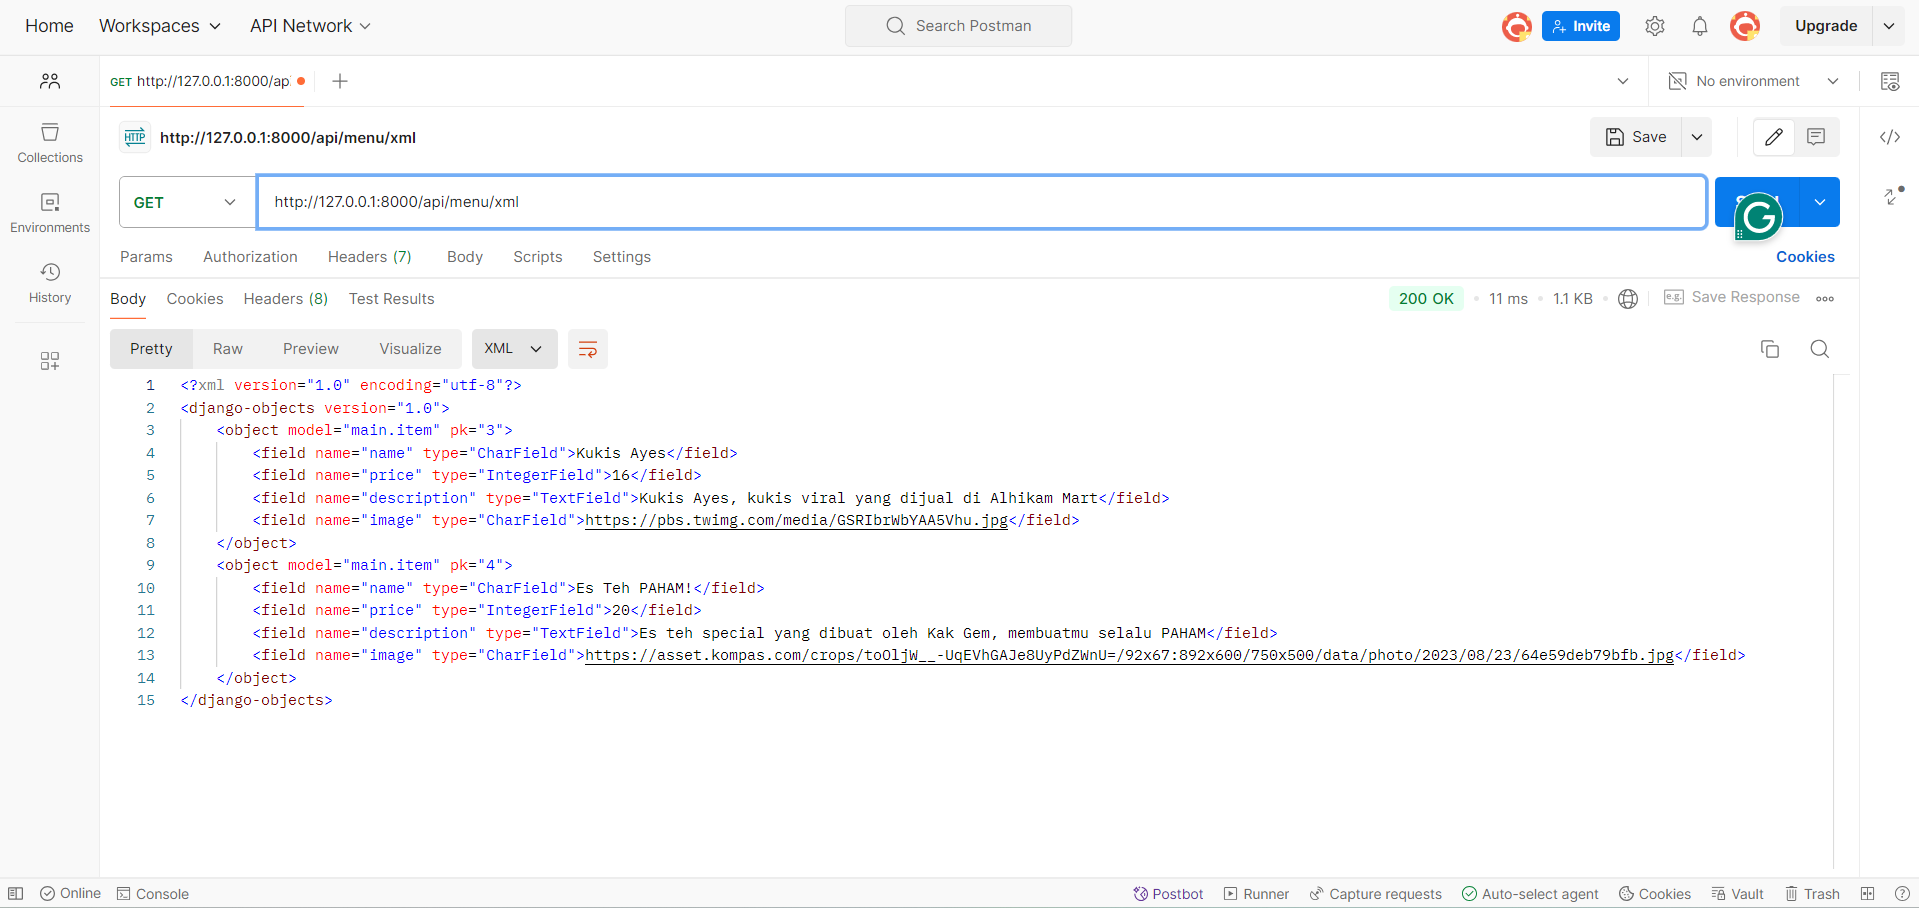 Home Workspaces API Network Search Postman Invite Upgrade
GET http://127.0.0.1:8000/ap No environment
HTTP http://127.0.0.1:8000/api/menu/xml Save
Collections
GET http://127.0.0.1:8000/api/menu/xml
Environments
Params Authorization Headers (7) Body Scripts Settings Cookies
History
Body Cookies Headers (8) Test Results 200 OK 11 ms 1.1 KB e.g. Save Response
Pretty Raw Preview Visualize XML
1 <?xml version="1.0" encoding="utf-8"?>
2 <django-objects version="1.0">
3 <object model="main.item" pk="3">
4 <field name="name" type="CharField">Kukis Ayes</field>
5 <field name="price" type="IntegerField">16</field>
6 <field name="description" type="TextField">Kukis Ayes, kukis viral yang dijual di Alhikam Mart</field>
7 <field name="image" type="CharField">https://pbs.twimg.com/media/GSRIbrWbYAA5Vhu.jpg</field>
8 </object>
9 <object model="main.item" pk="4">
10 <field name="name" type="CharField">Es Teh PAHAM!</field>
11 <field name="price" type="IntegerField">20</field>
12 <field name="description" type="TextField">Es teh special yang dibuat oleh Kak Gem, membuatmu selalu PAHAM</field>
13 <field name="image" type="CharField">https://asset.kompas.com/crops/toOljW__-UqEVhGAJe8UyPdZWnU=/92x67:892x600/750x500/data/photo/2023/08/23/64e59deb79bfb.jpg</field>
14 </object>
15 </django-objects>
Online Console Postbot Runner Capture requests Auto-select agent Cookies Vault Trash